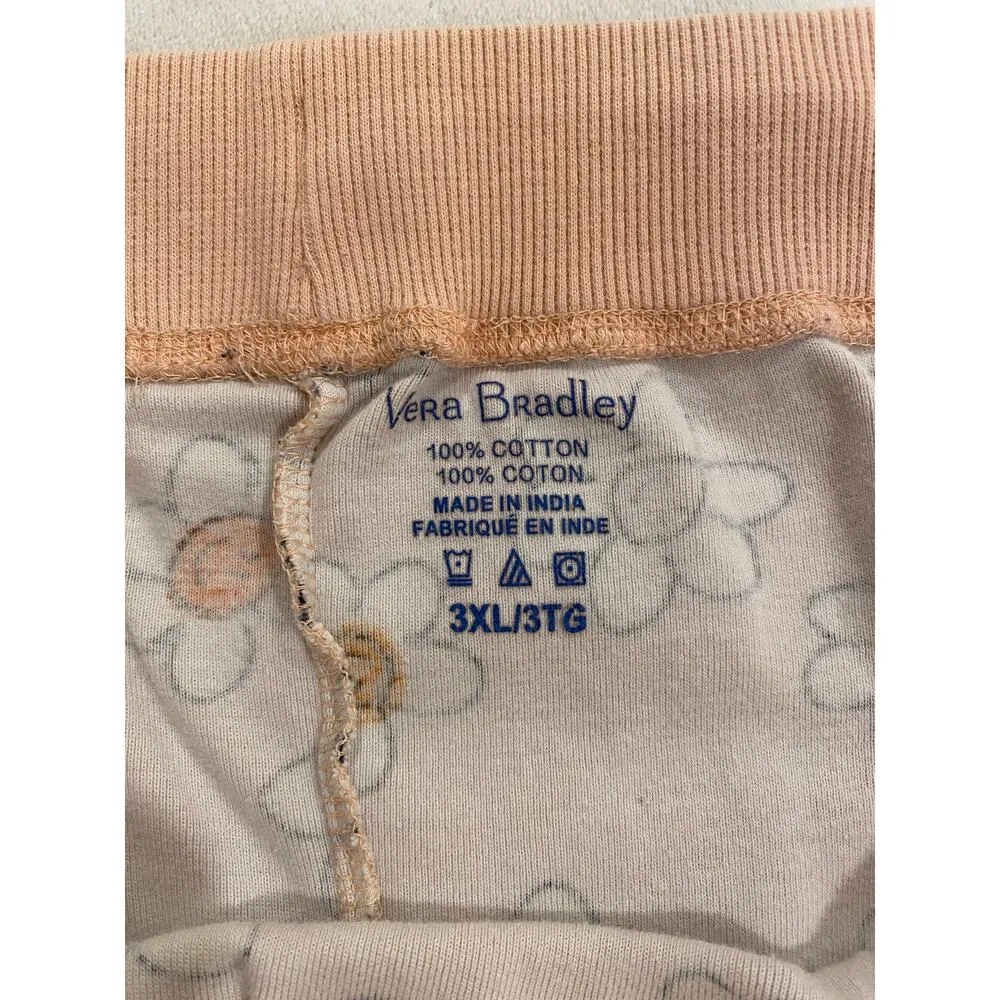 Vera Bradley
100% COTTON
100% COTON
MADE IN INDIA
FABRIQUÉ EN INDE
3XL/3TG